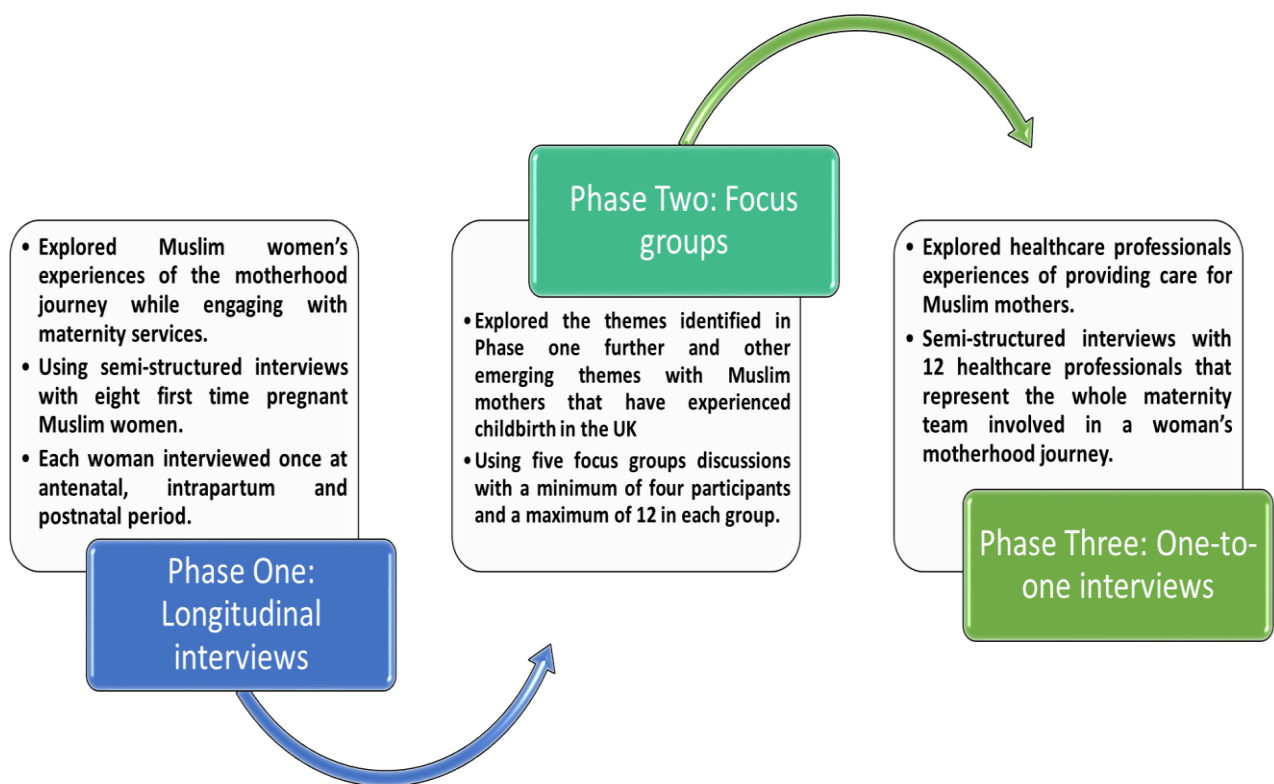 • Explored Muslim women’s
experiences of the motherhood
journey while engaging with
maternity services.
• Using semi-structured interviews
with eight first time pregnant
Muslim women.
• Each woman interviewed once at
antenatal, intrapartum and
postnatal period.
Phase One:
Longitudinal
interviews
Phase Two: Focus
groups
• Explored the themes identified in
Phase one further and other
emerging themes with Muslim
mothers that have experienced
childbirth in the UK
• Using five focus groups discussions
with a minimum of four participants
and a maximum of 12 in each group.
• Explored healthcare professionals
experiences of providing care for
Muslim mothers.
• Semi-structured interviews with
12 healthcare professionals that
represent the whole maternity
team involved in a woman’s
motherhood journey.
Phase Three: One-to-
one interviews